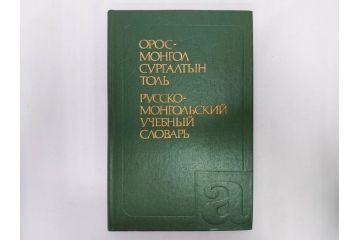 ОРОС-
МОНГОЛ
СУРГАЛТЫН
ТОЛЬ
РУССКО-
МОНГОЛЬСКИЙ
УЧЕБНЫЙ
СЛОВАРЬ
а